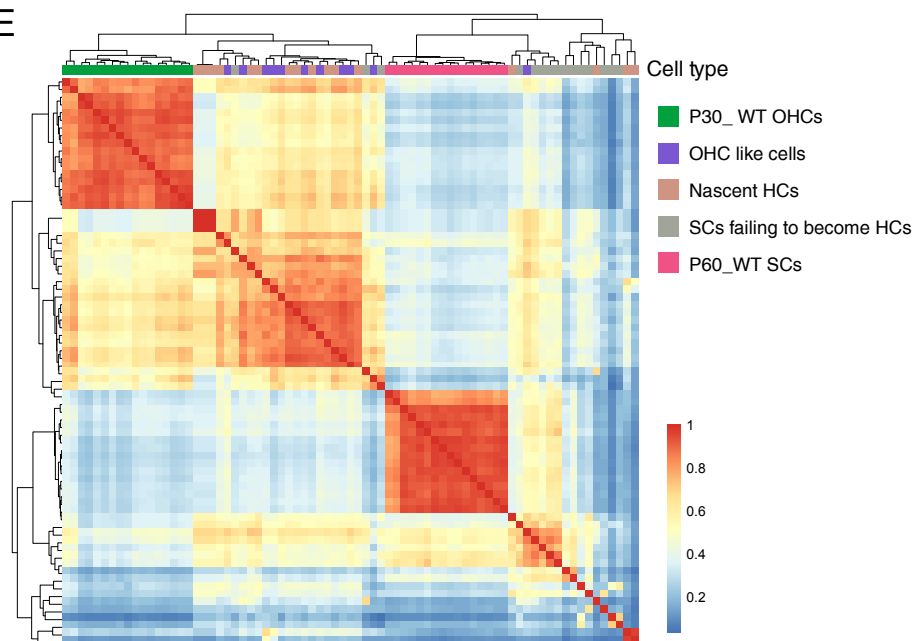 E
Cell type
P30_ WT OHCs
OHC like cells
Nascent HCs
SCs failing to become HCs
P60_WT SCs
1
0.8
0.6
0.4
0.2